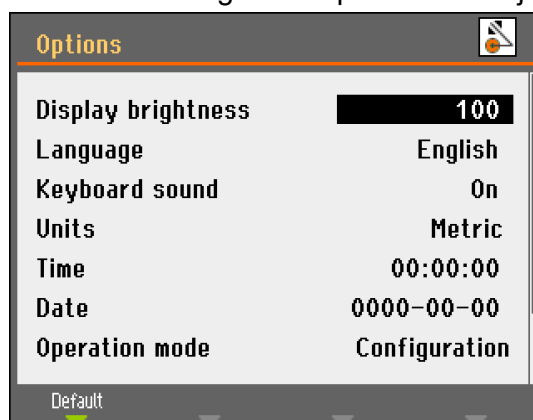 Options
Display brightness 100
Language English
Keyboard sound On
Units Metric
Time 00:00:00
Date 0000-00-00
Operation mode Configuration
Default